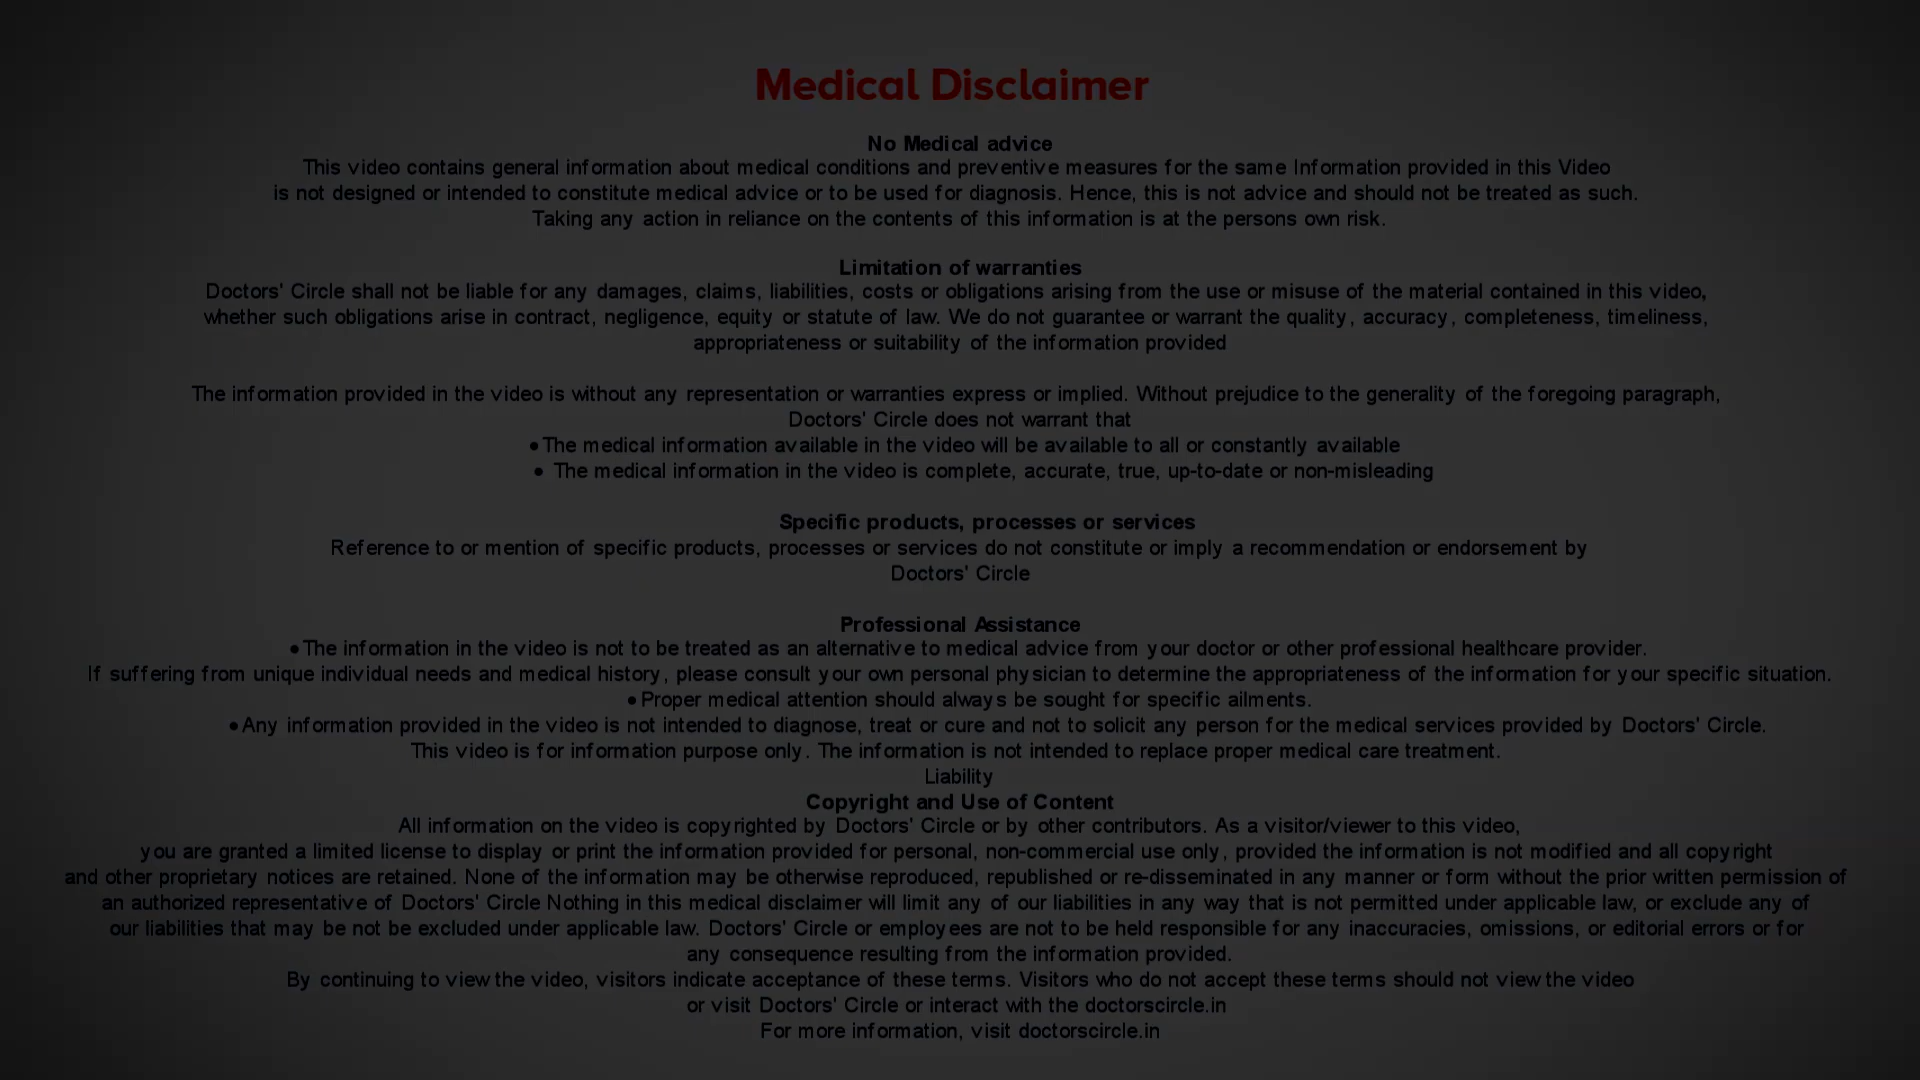 Medical Disclaimer
No Medical advice
This video contains general information about medical conditions and preventive measures for the same Information provided in this Video
is not designed or intended to constitute medical advice or to be used for diagnosis. Hence, this is not advice and should not be treated as such.
Taking any action in reliance on the contents of this information is at the persons own risk.
Limitation of warranties
Doctors' Circle shall not be liable for any damages, claims, liabilities, costs or obligations arising from the use or misuse of the material contained in this video,
whether such obligations arise in contract, negligence, equity or statute of law. We do not guarantee or warrant the quality, accuracy, completeness, timeliness,
appropriateness or suitability of the information provided
The information provided in the video is without any representation or warranties express or implied. Without prejudice to the generality of the foregoing paragraph,
Doctors' Circle does not warrant that
•The medical information available in the video will be available to all or constantly available
• The medical information in the video is complete, accurate, true, up-to-date or non-misleading
Specific products, processes or services
Reference to or mention of specific products, processes or services do not constitute or imply a recommendation or endorsement by
Doctors' Circle
Professional Assistance
•The information in the video is not to be treated as an alternative to medical advice from your doctor or other professional healthcare provider.
If suffering from unique individual needs and medical history, please consult your own personal physician to determine the appropriateness of the information for your specific situation.
•Proper medical attention should always be sought for specific ailments.
•Any information provided in the video is not intended to diagnose, treat or cure and not to solicit any person for the medical services provided by Doctors' Circle.
This video is for information purpose only. The information is not intended to replace proper medical care treatment.
Liability
Copyright and Use of Content
All information on the video is copyrighted by Doctors' Circle or by other contributors. As a visitor/viewer to this video,
you are granted a limited license to display or print the information provided for personal, non-commercial use only, provided the information is not modified and all copyright
and other proprietary notices are retained. None of the information may be otherwise reproduced, republished or re-disseminated in any manner or form without the prior written permission of
an authorized representative of Doctors' Circle Nothing in this medical disclaimer will limit any of our liabilities in any way that is not permitted under applicable law, or exclude any of
our liabilities that may be not be excluded under applicable law. Doctors' Circle or employees are not to be held responsible for any inaccuracies, omissions, or editorial errors or for
any consequence resulting from the information provided.
By continuing to view the video, visitors indicate acceptance of these terms. Visitors who do not accept these terms should not view the video
or visit Doctors' Circle or interact with the doctorscircle.in
For more information, visit doctorscircle.in